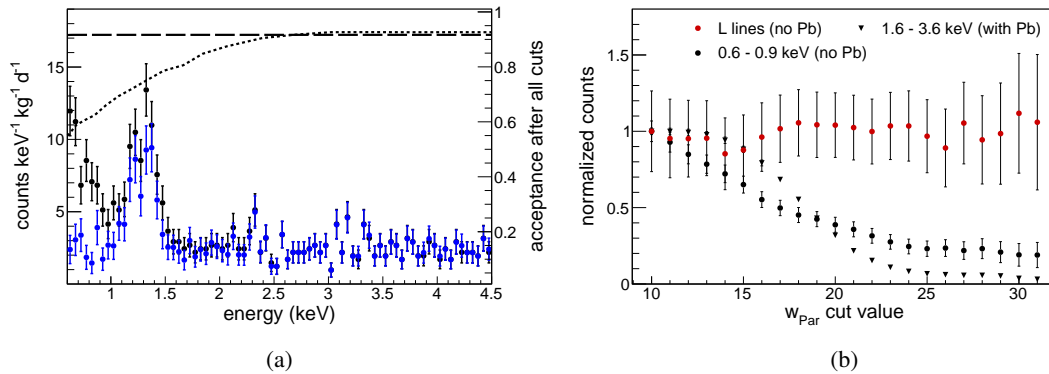 counts keV⁻¹ kg⁻¹ d⁻¹
15
10
5
1
0.8
0.6
0.4
0.2
acceptance after all cuts
1 1.5 2 2.5 3 3.5 4 4.5
energy (keV)
(a)
L lines (no Pb) 1.6 - 3.6 keV (with Pb)
0.6 - 0.9 keV (no Pb)
normalized counts
1.5
1
0.5
0
10 15 20 25 30
w_Par cut value
(b)